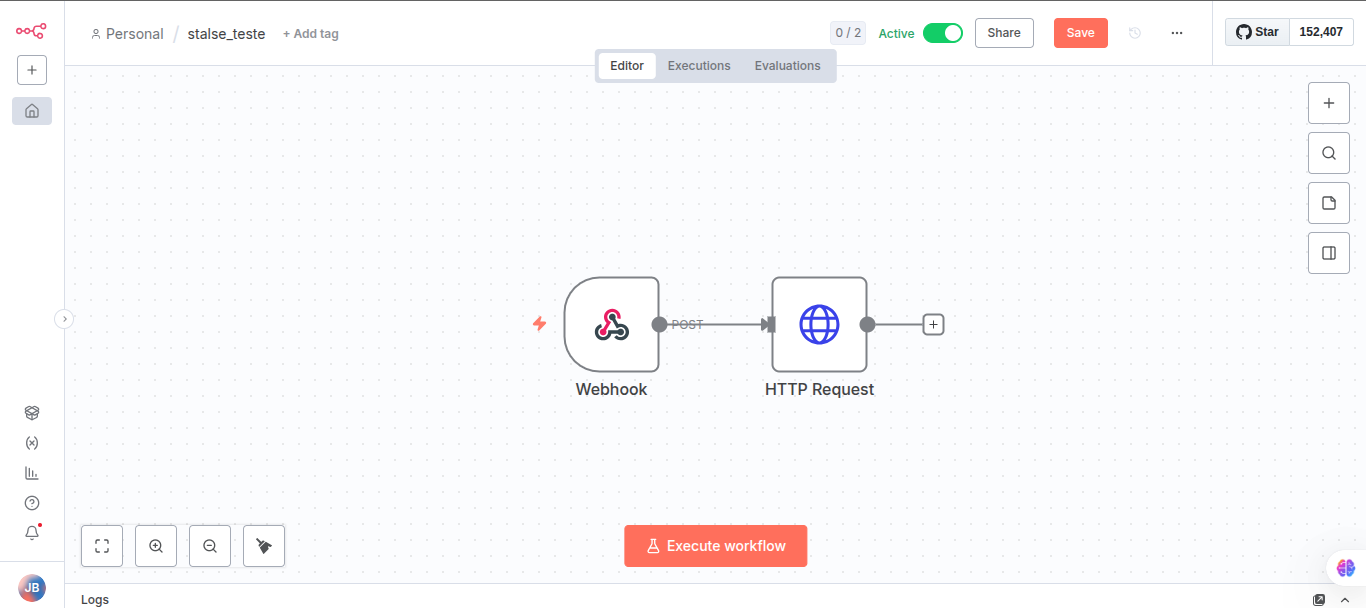 Personal / stalse_teste + Add tag
0 / 2 Active Share Save ... Star 152,407
Editor Executions Evaluations
POST
Webhook
HTTP Request
Execute workflow
JB
Logs